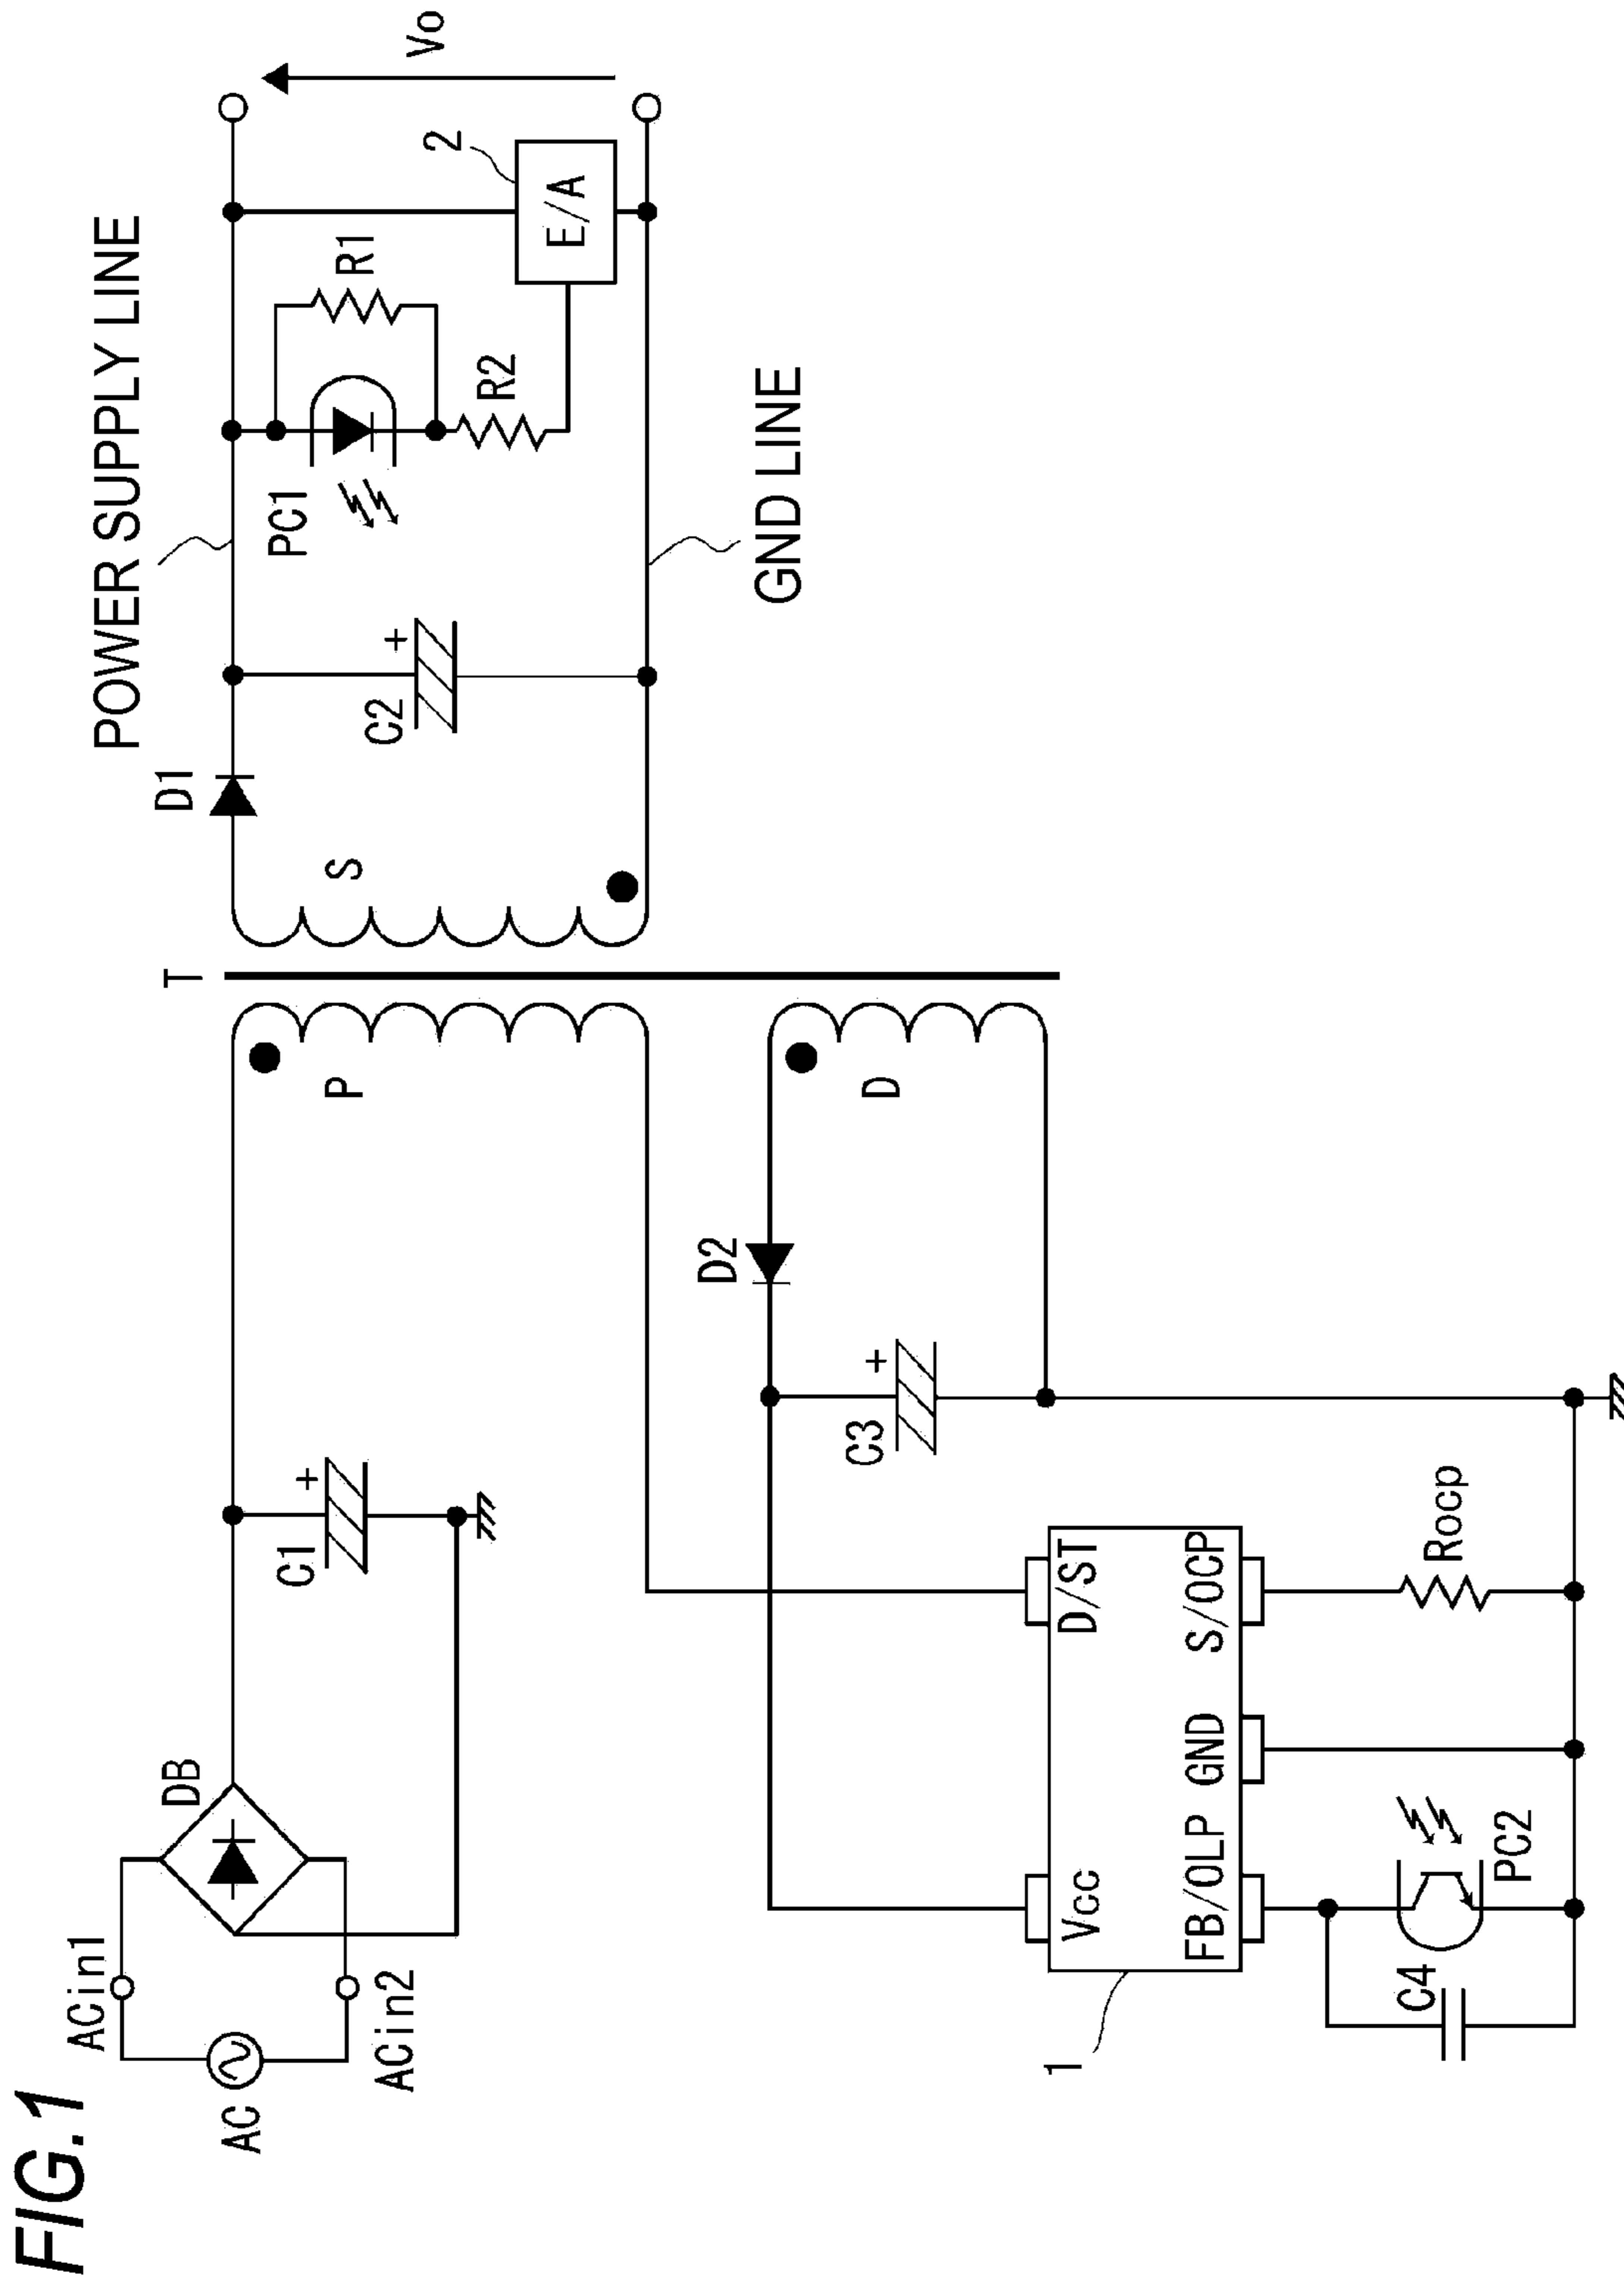 FIG.1
POWER SUPPLY LINE
ACin1
AC
ACin2
DB
C1
+
T
P
S
D1
C2
+
PC1
R1
R2
2
E/A
Vo
GND LINE
D2
D
C3
+
1
Vcc
D/ST
FB/OLP
GND
S/OCP
C4
PC2
Rocp